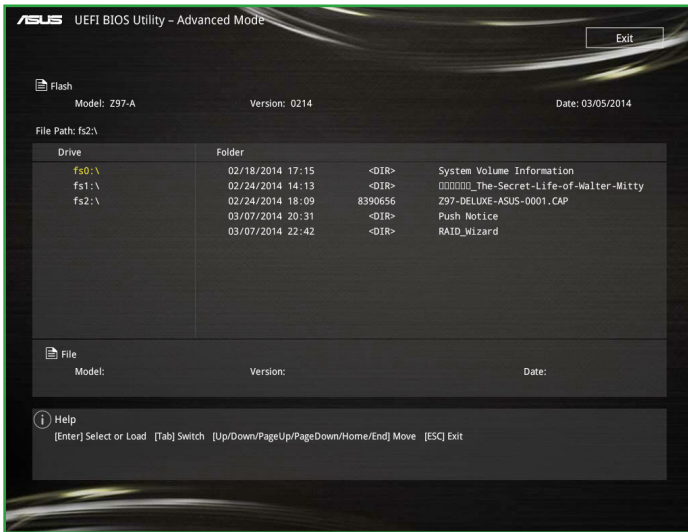 ASUS UEFI BIOS Utility – Advanced Mode
Exit
Flash
Model: Z97-A Version: 0214 Date: 03/05/2014
File Path: fs2:\
Drive Folder
fs0:\ 02/18/2014 17:15 <DIR> System Volume Information
fs1:\ 02/24/2014 14:13 <DIR> □□□□□□_The-Secret-Life-of-Walter-Mitty
fs2:\ 02/24/2014 18:09 8390656 Z97-DELUXE-ASUS-0001.CAP
03/07/2014 20:31 <DIR> Push Notice
03/07/2014 22:42 <DIR> RAID_Wizard
File
Model: Version: Date:
i Help
[Enter] Select or Load [Tab] Switch [Up/Down/PageUp/PageDown/Home/End] Move [ESC] Exit